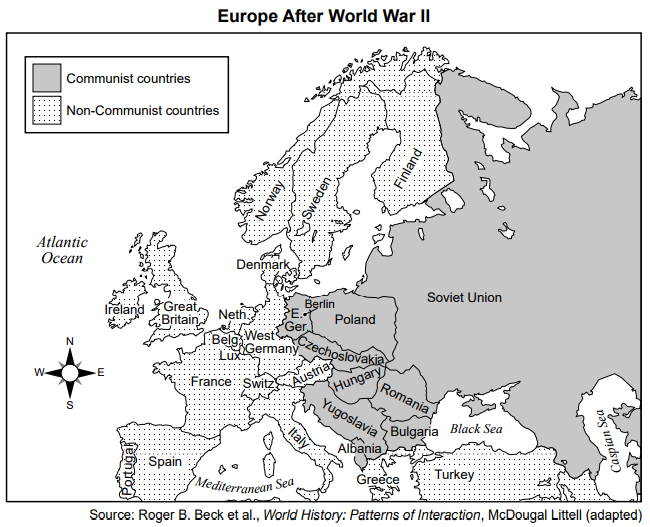 Europe After World War II
Communist countries
Non-Communist countries
Norway
Sweden
Finland
Atlantic
Ocean
Denmark
Soviet Union
Ireland
Great
Britain
Neth.
Berlin
E.
Ger.
Poland
Belg.
West
Germany
Lux.
Czechoslovakia
N
W
E
S
France
Switz.
Austria
Hungary
Romania
Yugoslavia
Italy
Bulgaria
Black Sea
Caspian Sea
Albania
Portugal
Spain
Mediterranean Sea
Greece
Turkey
Source: Roger B. Beck et al., World History: Patterns of Interaction, McDougal Littell (adapted)